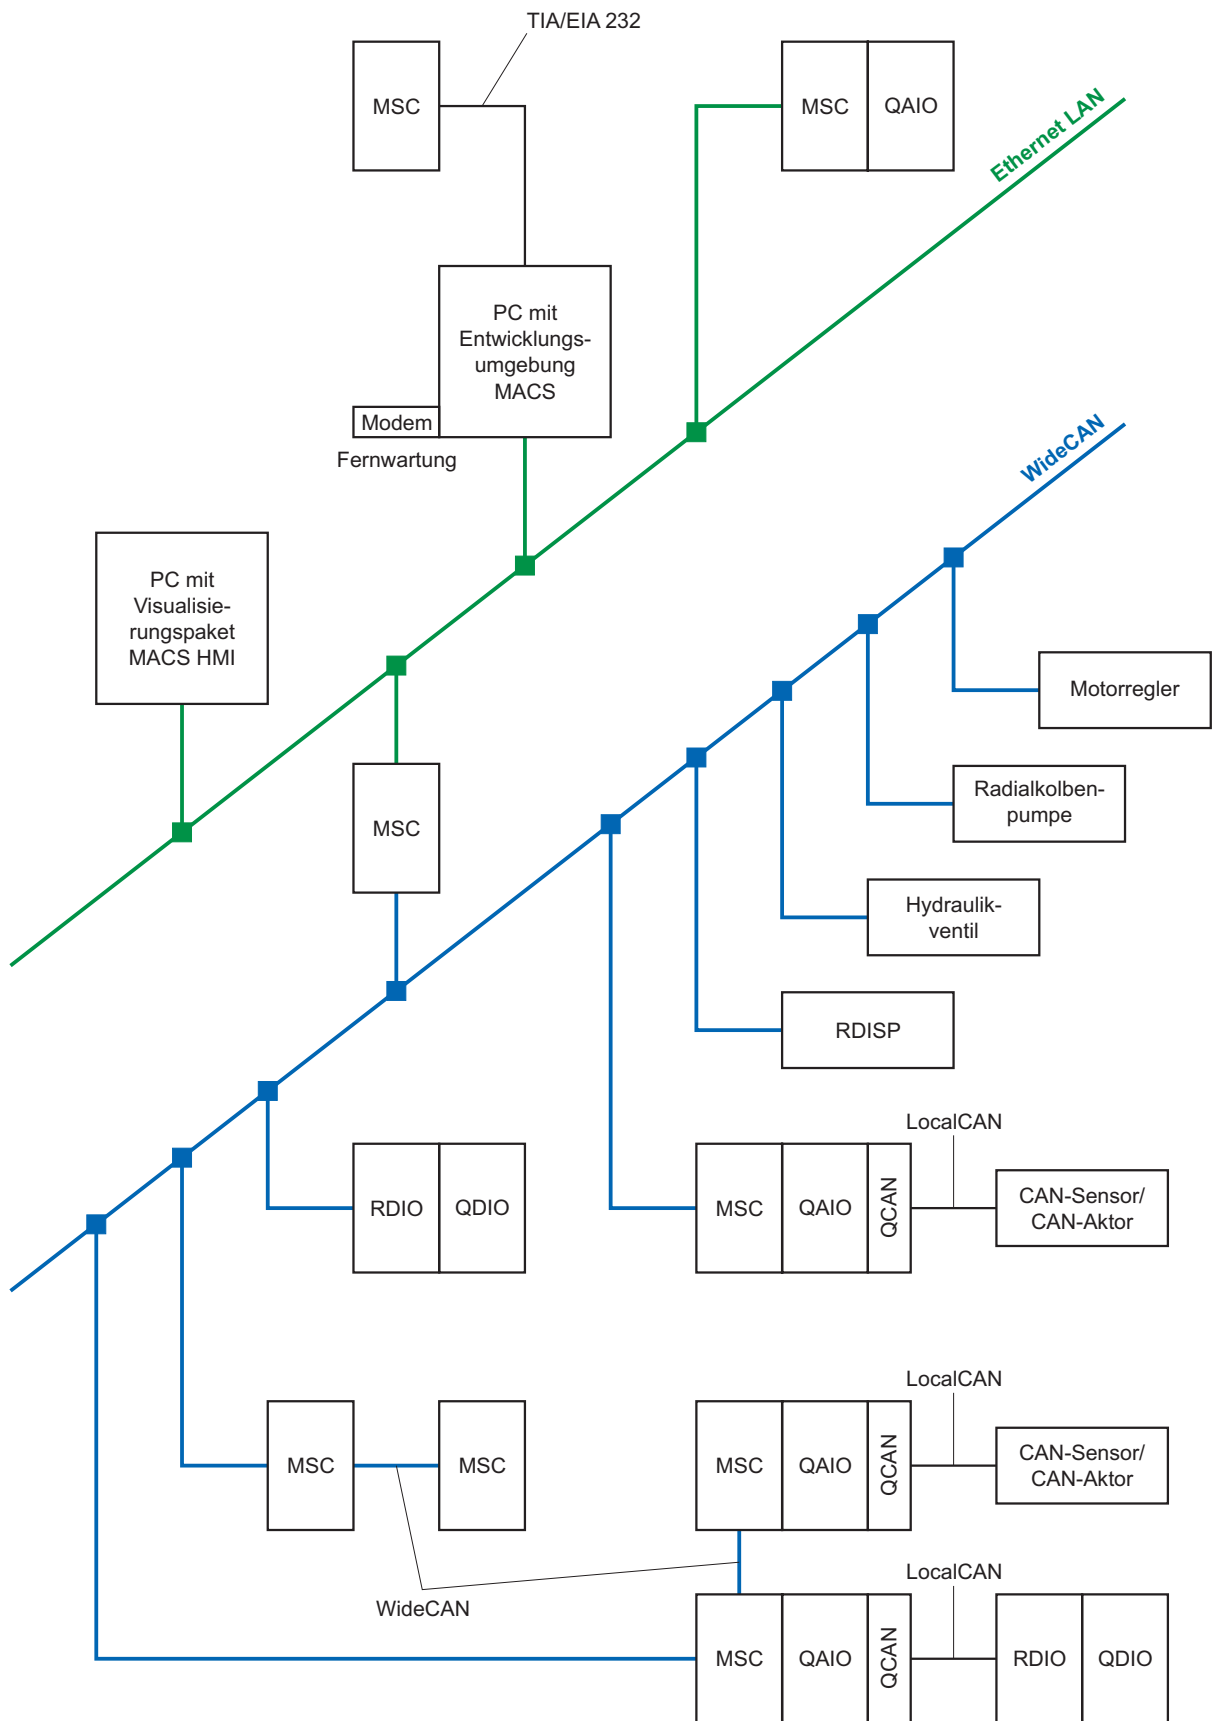 TIA/EIA 232
MSC
MSC
QAIO
Ethernet LAN
PC mit
Entwicklungs-
umgebung
MACS
Modem
Fernwartung
WideCAN
PC mit
Visualisie-
rungspaket
MACS HMI
Motorregler
MSC
Radialkolben-
pumpe
Hydraulik-
ventil
RDISP
LocalCAN
RDIO
QDIO
MSC
QAIO
QCAN
CAN-Sensor/
CAN-Aktor
LocalCAN
MSC
MSC
MSC
QAIO
QCAN
CAN-Sensor/
CAN-Aktor
LocalCAN
WideCAN
MSC
QAIO
QCAN
RDIO
QDIO